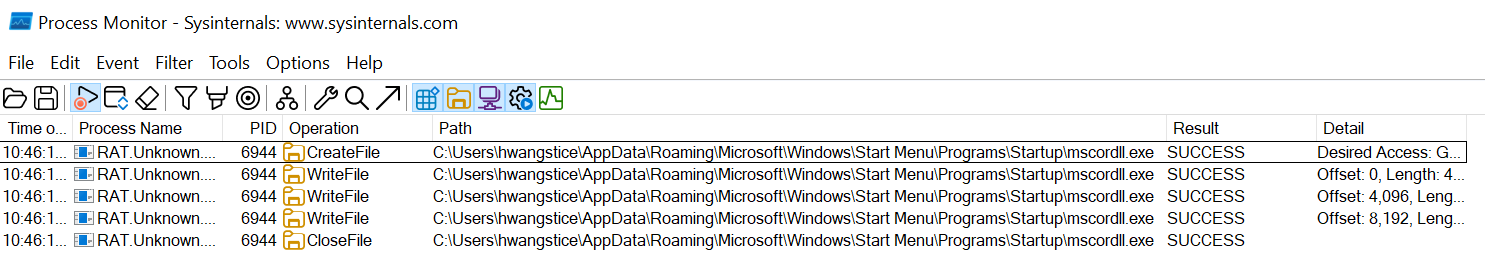 Process Monitor - Sysinternals: www.sysinternals.com
File Edit Event Filter Tools Options Help
Time o... Process Name PID Operation Path Result Detail
10:46:1... RAT.Unknown.... 6944 CreateFile C:\Users\hwangstice\AppData\Roaming\Microsoft\Windows\Start Menu\Programs\Startup\mscordll.exe SUCCESS Desired Access: G...
10:46:1... RAT.Unknown.... 6944 WriteFile C:\Users\hwangstice\AppData\Roaming\Microsoft\Windows\Start Menu\Programs\Startup\mscordll.exe SUCCESS Offset: 0, Length: 4...
10:46:1... RAT.Unknown.... 6944 WriteFile C:\Users\hwangstice\AppData\Roaming\Microsoft\Windows\Start Menu\Programs\Startup\mscordll.exe SUCCESS Offset: 4,096, Leng...
10:46:1... RAT.Unknown.... 6944 WriteFile C:\Users\hwangstice\AppData\Roaming\Microsoft\Windows\Start Menu\Programs\Startup\mscordll.exe SUCCESS Offset: 8,192, Leng...
10:46:1... RAT.Unknown.... 6944 CloseFile C:\Users\hwangstice\AppData\Roaming\Microsoft\Windows\Start Menu\Programs\Startup\mscordll.exe SUCCESS